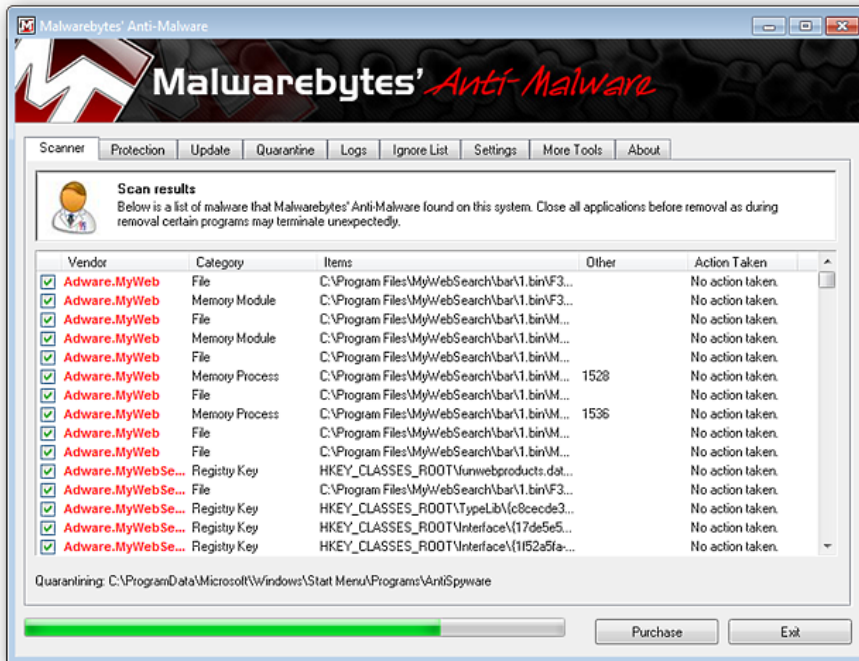 Malwarebytes' Anti-Malware
Malwarebytes' Anti-Malware
Scanner Protection Update Quarantine Logs Ignore List Settings More Tools About
Scan results
Below is a list of malware that Malwarebytes' Anti-Malware found on this system. Close all applications before removal as during
removal certain programs may terminate unexpectedly.
Vendor Category Items Other Action Taken
Adware.MyWeb File C:\Program Files\MyWebSearch\bar\1.bin\F3... No action taken.
Adware.MyWeb Memory Module C:\Program Files\MyWebSearch\bar\1.bin\F3... No action taken.
Adware.MyWeb File C:\Program Files\MyWebSearch\bar\1.bin\M... No action taken.
Adware.MyWeb Memory Module C:\Program Files\MyWebSearch\bar\1.bin\M... No action taken.
Adware.MyWeb File C:\Program Files\MyWebSearch\bar\1.bin\M... No action taken.
Adware.MyWeb Memory Process C:\Program Files\MyWebSearch\bar\1.bin\M... 1528 No action taken.
Adware.MyWeb File C:\Program Files\MyWebSearch\bar\1.bin\M... No action taken.
Adware.MyWeb Memory Process C:\Program Files\MyWebSearch\bar\1.bin\M... 1536 No action taken.
Adware.MyWeb File C:\Program Files\MyWebSearch\bar\1.bin\M... No action taken.
Adware.MyWeb File C:\Program Files\MyWebSearch\bar\1.bin\M... No action taken.
Adware.MyWebSe... Registry Key HKEY_CLASSES_ROOT\funwebproducts.dat... No action taken.
Adware.MyWebSe... File C:\Program Files\MyWebSearch\bar\1.bin\F3... No action taken.
Adware.MyWebSe... Registry Key HKEY_CLASSES_ROOT\TypeLib\{c8cecde3... No action taken.
Adware.MyWebSe... Registry Key HKEY_CLASSES_ROOT\Interface\{17de5e5... No action taken.
Adware.MyWebSe... Registry Key HKEY_CLASSES_ROOT\Interface\{1f52a5fa-... No action taken.
Quarantining: C:\ProgramData\Microsoft\Windows\Start Menu\Programs\AntiSpyware
Purchase Exit